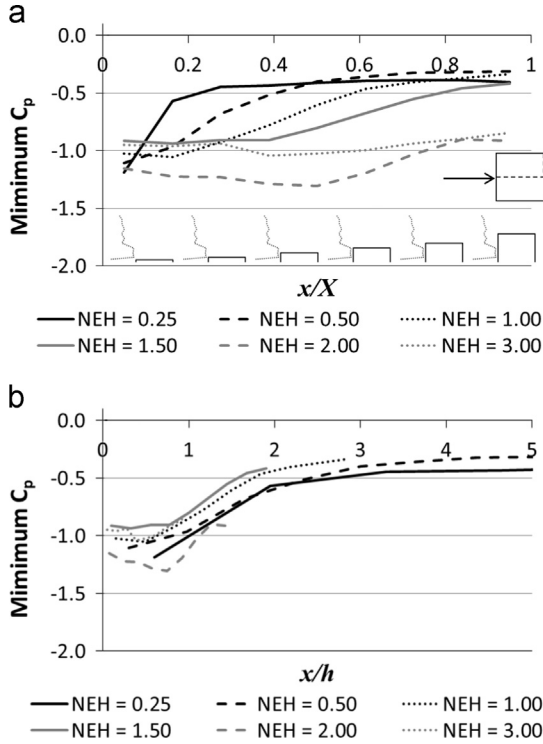 a
0.0
0
0.2
0.4
0.6
0.8
1
-0.5
-1.0
-1.5
-2.0
Mimimum Cp
x/X
NEH = 0.25
NEH = 0.50
NEH = 1.00
NEH = 1.50
NEH = 2.00
NEH = 3.00
b
0.0
0
1
2
3
4
5
-0.5
-1.0
-1.5
-2.0
Mimimum Cp
x/h
NEH = 0.25
NEH = 0.50
NEH = 1.00
NEH = 1.50
NEH = 2.00
NEH = 3.00